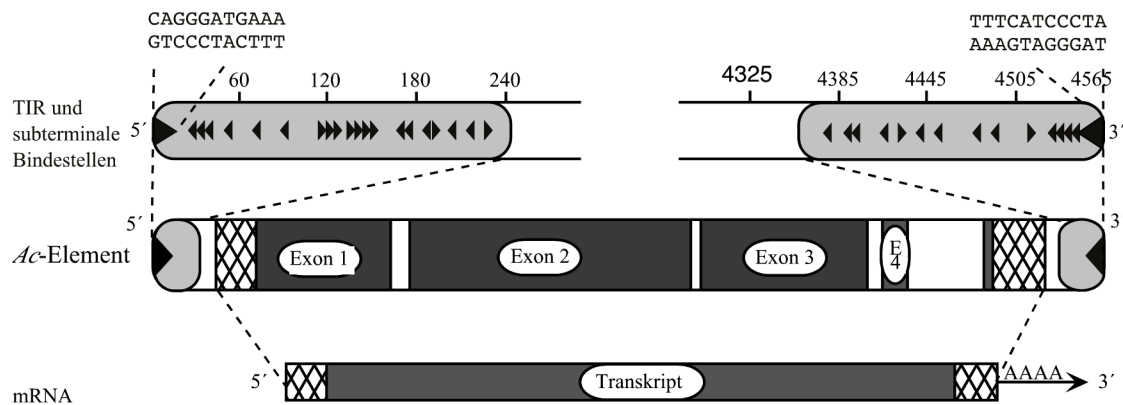 CAGGGATGAAA
GTCCCTACTTT
TTTCATCCCTA
AAAGTAGGGAT
60 120 180 240 4325 4385 4445 4505 4565
TIR und
subterminale
Bindestellen
5´ 3´
5´ 3
Ac-Element
Exon 1 Exon 2 Exon 3 E
4
5´ Transkript AAAA 3´
mRNA